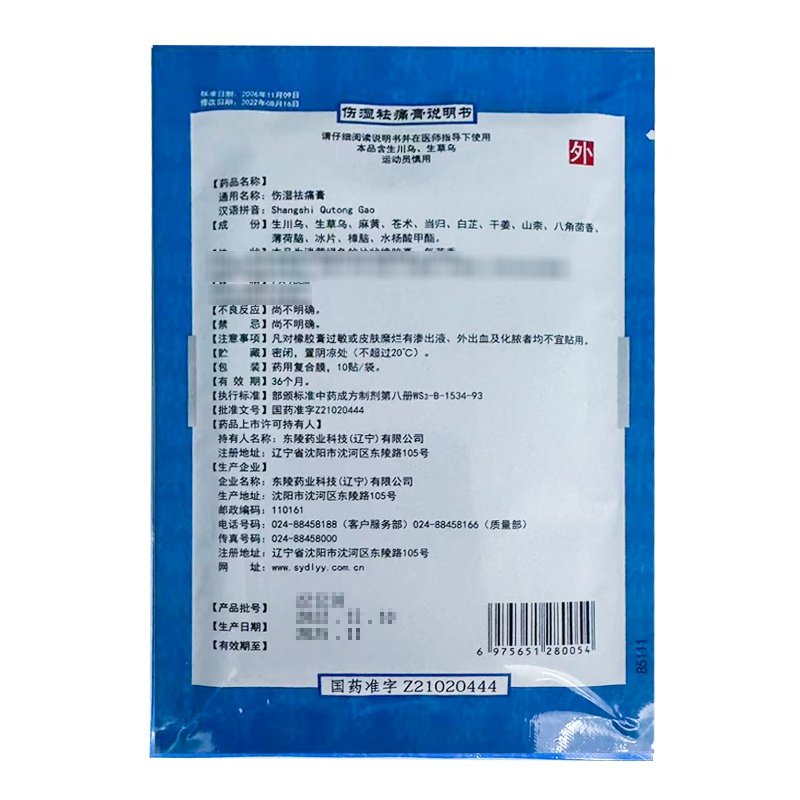 核准日期：2006年11月09日
修改日期：2022年08月16日
伤湿祛痛膏说明书
请仔细阅读说明书并在医师指导下使用
本品含生川乌、生草乌
运动员慎用
外
【药品名称】
通用名称：伤湿祛痛膏
汉语拼音：Shangshi Qutong Gao
【成 份】生川乌、生草乌、麻黄、苍术、当归、白芷、干姜、山柰、八角茴香、
薄荷脑、冰片、樟脑、水杨酸甲酯。
【不良反应】尚不明确。
【禁 忌】尚不明确。
【注意事项】凡对橡胶膏过敏或皮肤糜烂有渗出液、外出血及化脓者均不宜贴用。
【贮 藏】密闭，置阴凉处（不超过20℃）。
【包 装】药用复合膜，10贴/袋。
【有 效 期】36个月。
【执行标准】部颁标准中药成方制剂第八册WS₃-B-1534-93
【批准文号】国药准字Z21020444
【药品上市许可持有人】
持有人名称：东陵药业科技(辽宁)有限公司
注册地址：辽宁省沈阳市沈河区东陵路105号
【生产企业】
企业名称：东陵药业科技(辽宁)有限公司
生产地址：沈阳市沈河区东陵路105号
邮政编码：110161
电话号码：024-88458188（客户服务部）024-88458166（质量部）
传真号码：024-88458000
注册地址：辽宁省沈阳市沈河区东陵路105号
网 址：www.sydlyy.com.cn
【产品批号】
【生产日期】
【有效期至】
6 975651 280054
B5111
国药准字 Z21020444